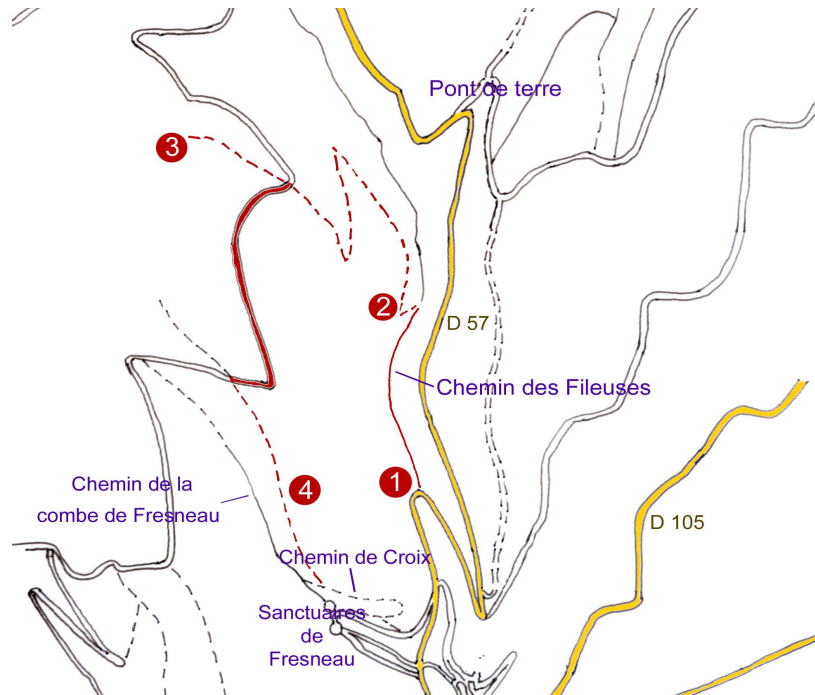 Pont de terre
3
2
D 57
Chemin des Fileuses
1
4
Chemin de la
combe de Fresneau
D 105
Chemin de Croix
Sanctuaires
de
Fresneau